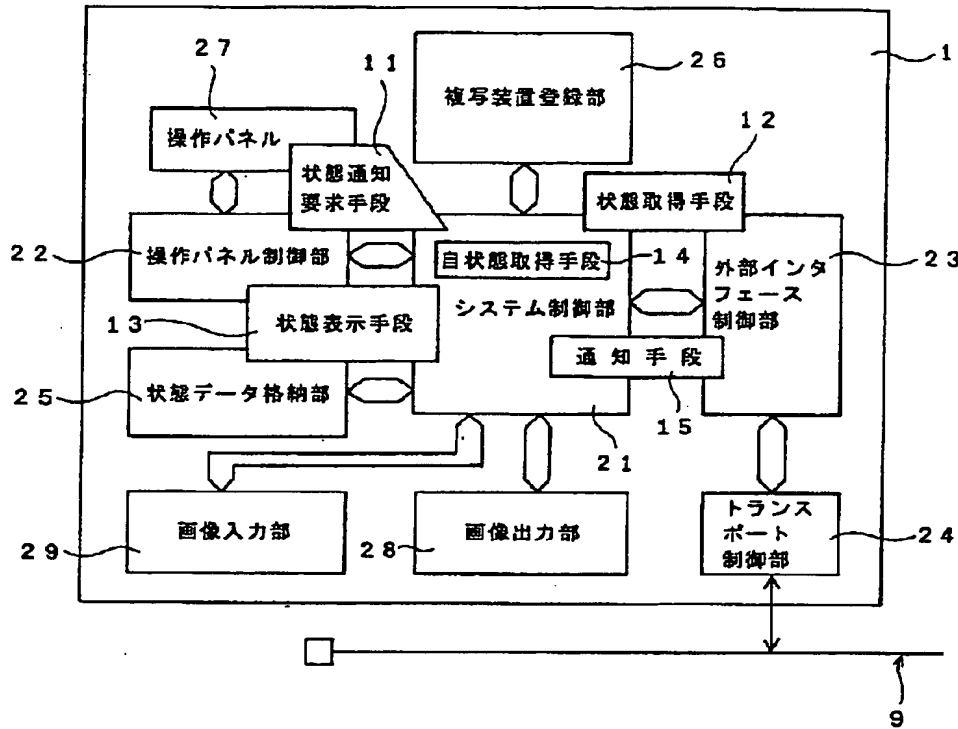 27
11
26
1
複写装置登録部
12
操作パネル
状態通知
要求手段
状態取得手段
22
操作パネル制御部
自状態取得手段
14
外部インタ
フェース
制御部
23
13
状態表示手段
システム制御部
通知手段
25
状態データ格納部
15
21
29
画像入力部
28
画像出力部
トランス
ポート
制御部
24
9